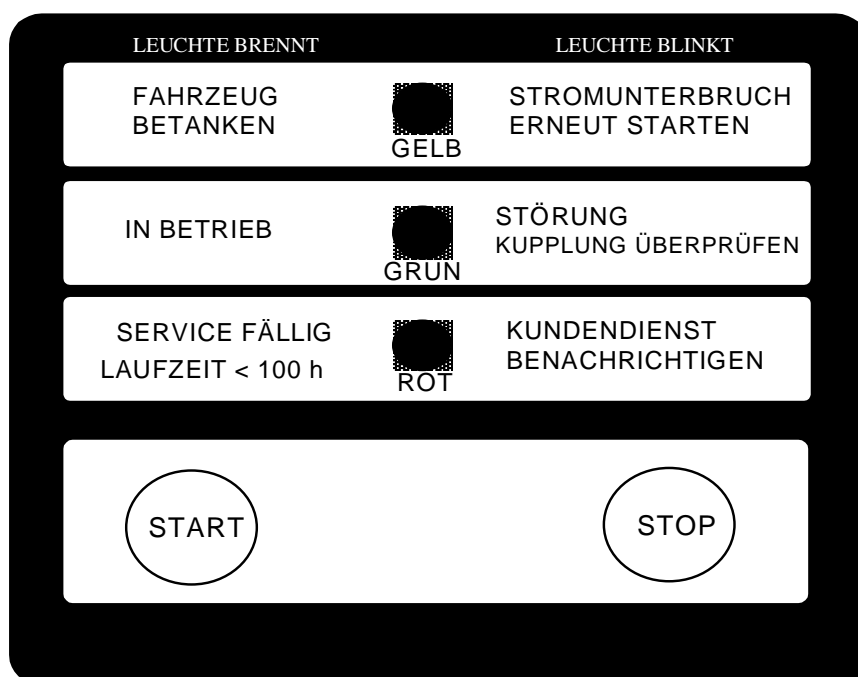 LEUCHTE BRENNT
LEUCHTE BLINKT
FAHRZEUG
BETANKEN
GELB
STROMUNTERBRUCH
ERNEUT STARTEN
IN BETRIEB
GRUN
STÖRUNG
KUPPLUNG ÜBERPRÜFEN
SERVICE FÄLLIG
LAUFZEIT < 100 h
ROT
KUNDENDIENST
BENACHRICHTIGEN
START
STOP